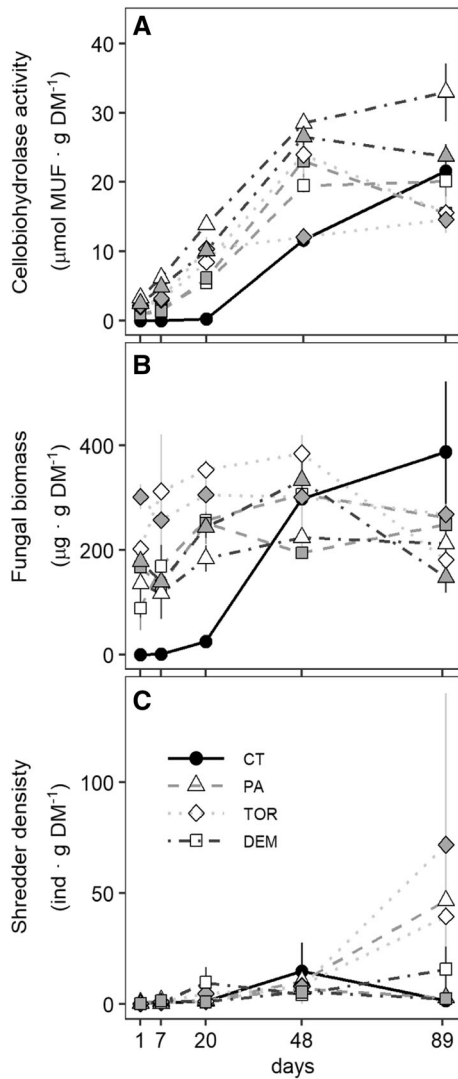 A
Cellobiohydrolase activity
(μmol MUF · g DM⁻¹)
40
30
20
10
0
B
Fungal biomass
(μg · g DM⁻¹)
400
200
0
C
Shredder densisty
(ind · g DM⁻¹)
100
50
0
CT
PA
TOR
DEM
1 7 20 48 89
days